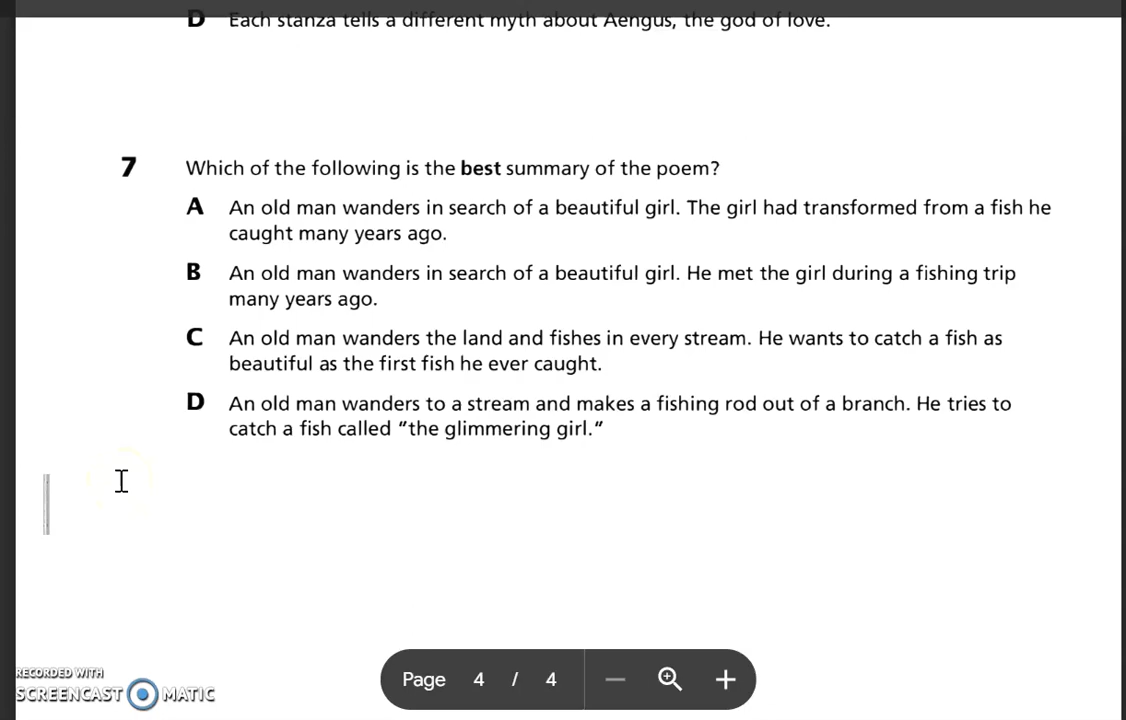 D Each stanza tells a different myth about Aengus, the god of love.
7 Which of the following is the best summary of the poem?
A An old man wanders in search of a beautiful girl. The girl had transformed from a fish he
caught many years ago.
B An old man wanders in search of a beautiful girl. He met the girl during a fishing trip
many years ago.
C An old man wanders the land and fishes in every stream. He wants to catch a fish as
beautiful as the first fish he ever caught.
D An old man wanders to a stream and makes a fishing rod out of a branch. He tries to
catch a fish called “the glimmering girl.”
RECORDED WITH
SCREENCAST MATIC
Page 4 / 4